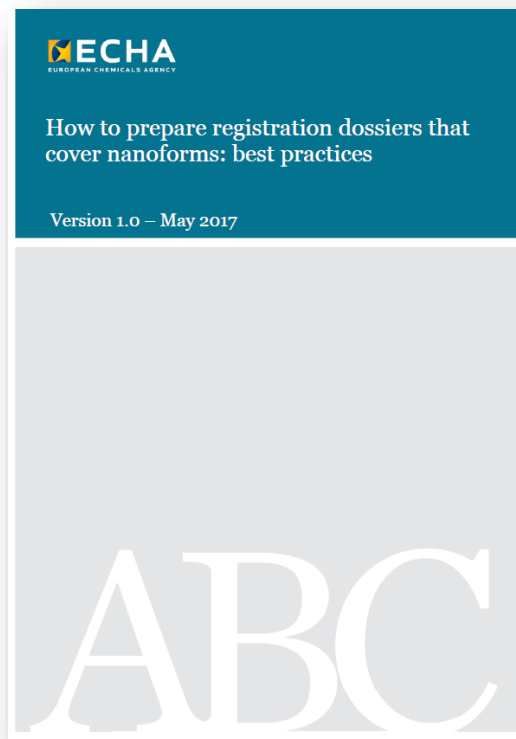 ECHA
EUROPEAN CHEMICALS AGENCY
How to prepare registration dossiers that
cover nanoforms: best practices
Version 1.0 – May 2017
ABC